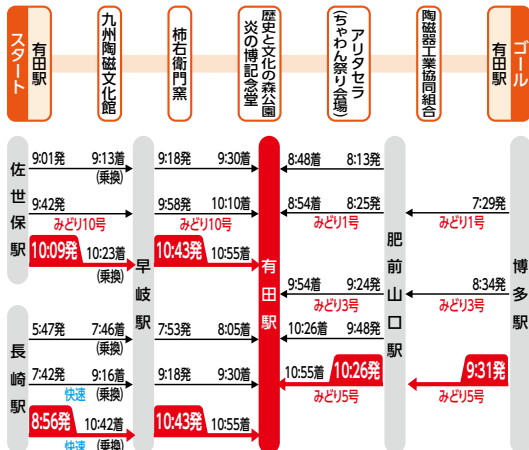 スタート
有田駅
九州陶磁文化館
柿右衛門窯
歴史と文化の森公園
炎の博記念堂
アリタセラ
(ちゃわん祭り会場)
陶磁器工業協同組合
有田駅
ゴール
佐世保駅
9:01発 9:13着
(乗換)
9:18発 9:30着
8:48着 8:13発
9:42発
みどり10号
9:58発 10:10着
みどり10号
8:54着 8:25発
みどり1号
7:29発
みどり1号
10:09発 10:23着
(乗換)
早岐駅
10:43発 10:55着
有田駅
9:54着 9:24発
みどり3号
肥前山口駅
8:34発
みどり3号
博多駅
長崎駅
5:47発 7:46着
(乗換)
7:53発 8:05着
10:26着 9:48発
7:42発 9:16着
快速 (乗換)
9:18発 9:30着
10:55着 10:26発
みどり5号
9:31発
みどり5号
8:56発 10:42着
快速 (乗換)
10:43発 10:55着